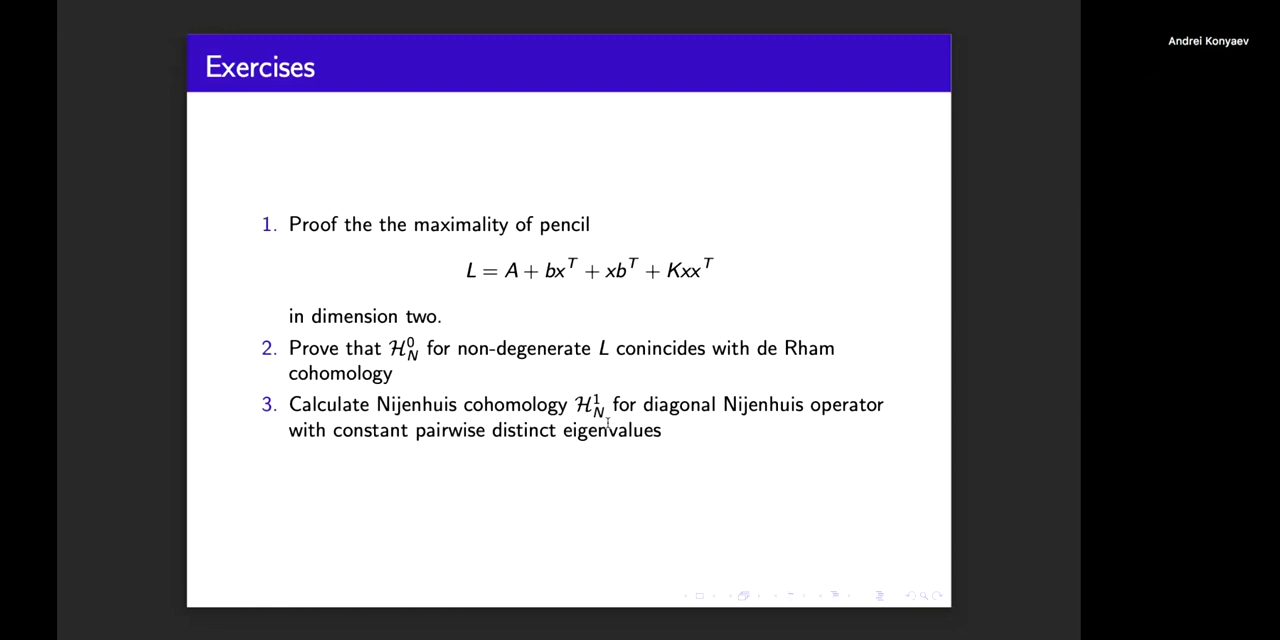 Andrei Konyaev
Exercises
1. Proof the the maximality of pencil
L = A + bx^T + xb^T + Kxx^T
in dimension two.
2. Prove that ℋ_N^0 for non-degenerate L conincides with de Rham
cohomology
3. Calculate Nijenhuis cohomology ℋ_N^1 for diagonal Nijenhuis operator
with constant pairwise distinct eigenvalues